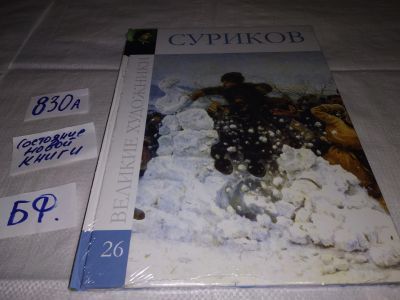 830А
Состояние
новой
книги
БФ.
СУРИКОВ
ВЕЛИКИЕ ХУДОЖНИКИ
26